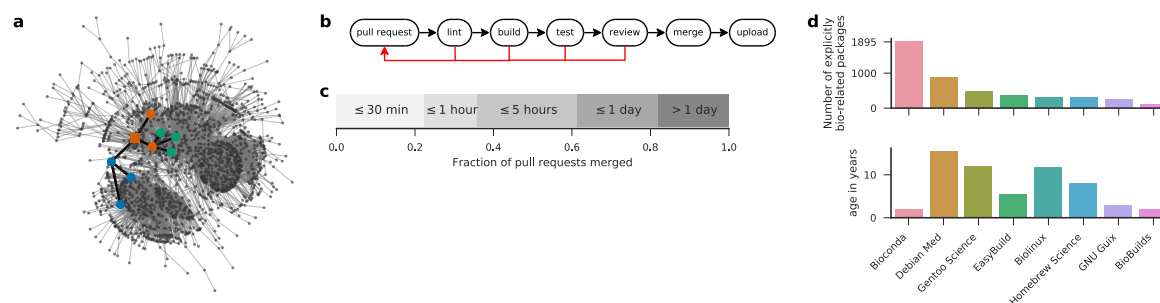 a
b
pull request lint build test review merge upload
c
≤ 30 min ≤ 1 hour ≤ 5 hours ≤ 1 day > 1 day
0.0 0.2 0.4 0.6 0.8 1.0
Fraction of pull requests merged
d
Number of explicitly
bio-related packages
1895
1000
0
age in years
10
0
Bioconda
Debian Med
Gentoo Science
EasyBuild
Biolinux
Homebrew Science
GNU Guix
BioBuilds